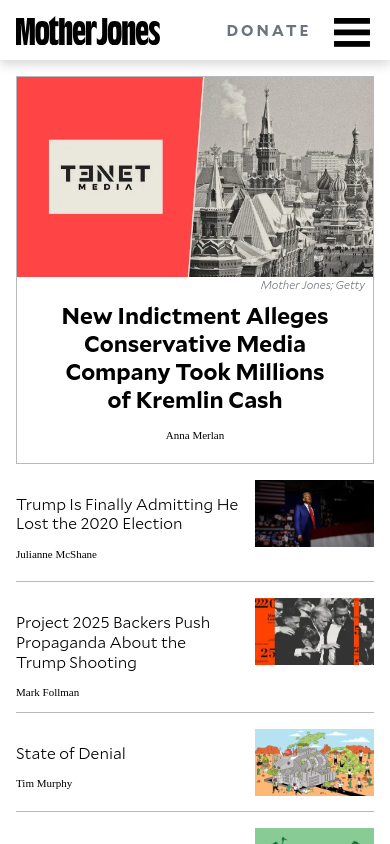 Mother Jones
DONATE
TENET
MEDIA
Mother Jones; Getty
New Indictment Alleges
Conservative Media
Company Took Millions
of Kremlin Cash
Anna Merlan
Trump Is Finally Admitting He
Lost the 2020 Election
Julianne McShane
Project 2025 Backers Push
Propaganda About the
Trump Shooting
Mark Follman
State of Denial
Tim Murphy